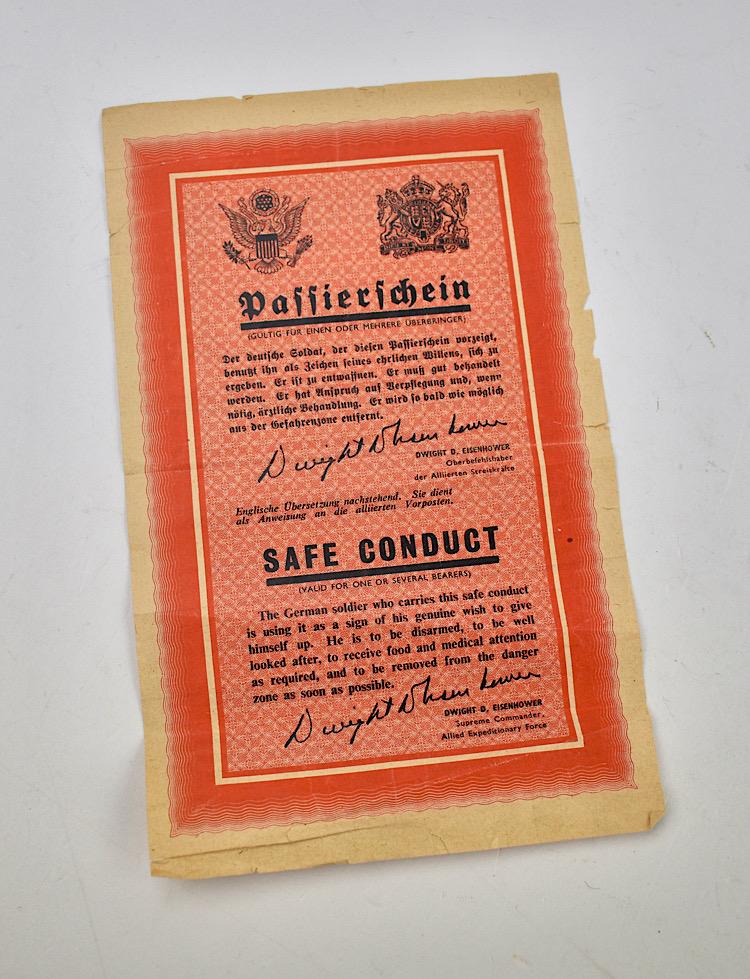 Passierschein
(GÜLTIG FÜR EINEN ODER MEHRERE ÜBERBRINGER)
Der deutsche Soldat, der diesen Passierschein vorzeigt,
benutzt ihn als Zeichen seines ehrlichen Willens, sich zu
ergeben. Er ist zu entwaffnen. Er muß gut behandelt
werden. Er hat Anspruch auf Verpflegung und, wenn
nötig, ärztliche Behandlung. Er wird so bald wie möglich
aus der Gefahrenzone entfernt.
Dwight D Eisenhower
DWIGHT D. EISENHOWER
Oberbefehlshaber
der Alliierten Streitkräfte
Englische Übersetzung nachstehend. Sie dient
als Anweisung an die alliierten Vorposten.
SAFE CONDUCT
(VALID FOR ONE OR SEVERAL BEARERS)
The German soldier who carries this safe conduct
is using it as a sign of his genuine wish to give
himself up. He is to be disarmed, to be well
looked after, to receive food and medical attention
as required, and to be removed from the danger
zone as soon as possible.
Dwight D Eisenhower
DWIGHT D. EISENHOWER
Supreme Commander,
Allied Expeditionary Force